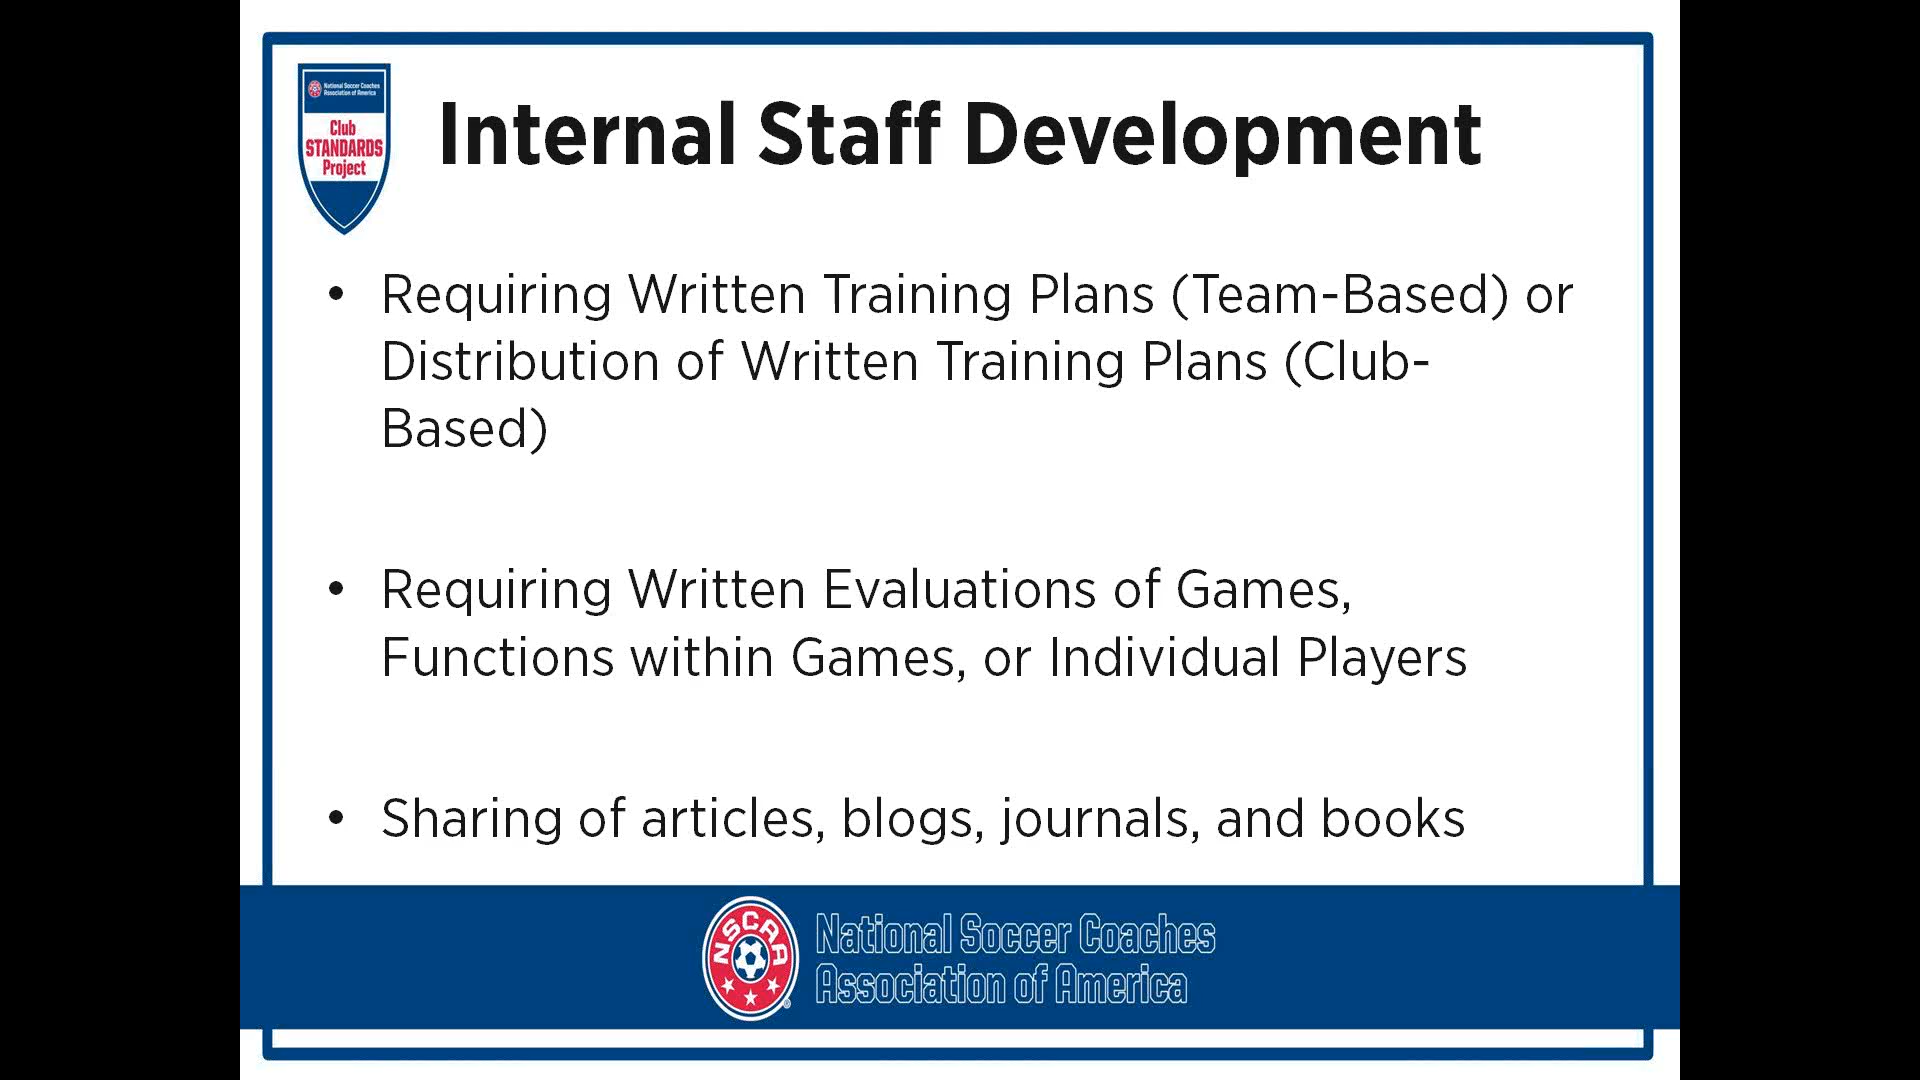 National Soccer Coaches
Association of America
Club
STANDARDS
Project
Internal Staff Development
• Requiring Written Training Plans (Team-Based) or
Distribution of Written Training Plans (Club-
Based)
• Requiring Written Evaluations of Games,
Functions within Games, or Individual Players
• Sharing of articles, blogs, journals, and books
NSCAA
National Soccer Coaches
Association of America